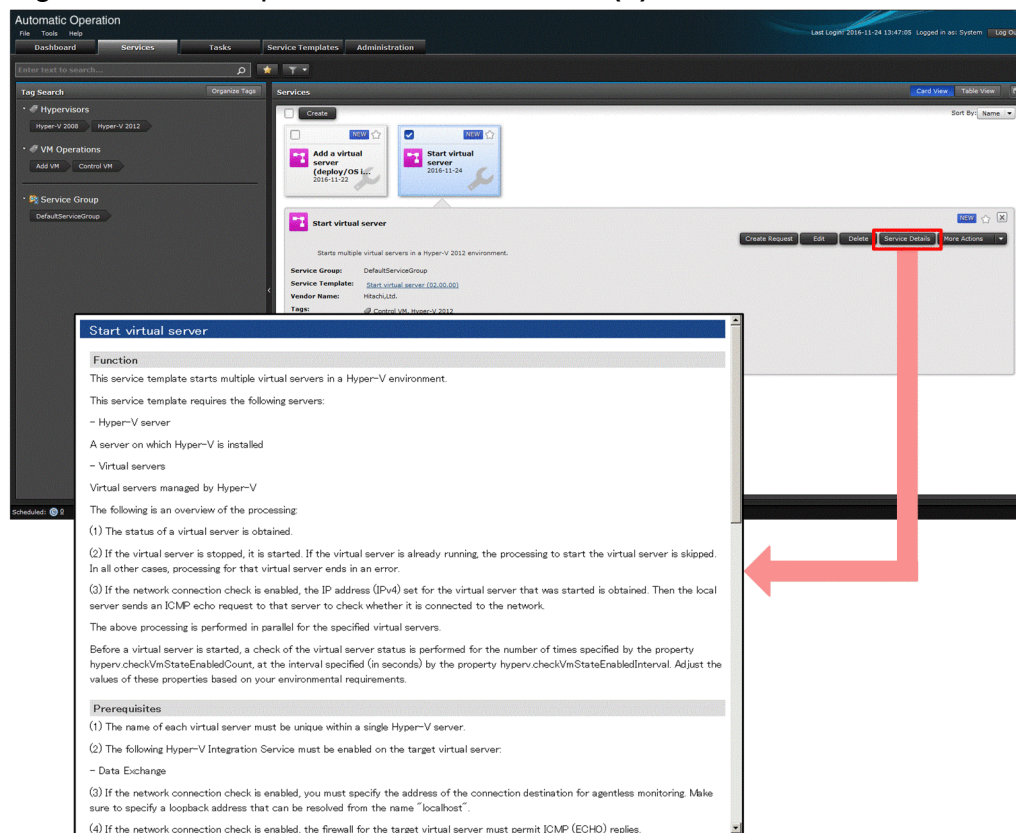 Automatic Operation
File Tools Help
Last Login: 2016-11-24 13:47:05 Logged in as: System Log Ou
Dashboard Services Tasks Service Templates Administration
Enter text to search...
Tag Search Organize Tags
Hypervisors
Hyper-V 2008 Hyper-V 2012
VM Operations
Add VM Control VM
Service Group
DefaultServiceGroup
Services Card View Table View
Create Sort By: Name
NEW
Add a virtual
server
(deploy/OS i...
2016-11-22
NEW
Start virtual
server
2016-11-24
Start virtual server NEW
Create Request Edit Delete Service Details More Actions
Starts multiple virtual servers in a Hyper-V 2012 environment.
Service Group: DefaultServiceGroup
Service Template: Start virtual server (02.00.00)
Vendor Name: Hitachi,Ltd.
Tags: Control VM, Hyper-V 2012
Scheduled:
Start virtual server
Function
This service template starts multiple virtual servers in a Hyper-V environment.
This service template requires the following servers:
- Hyper-V server
A server on which Hyper-V is installed
- Virtual servers
Virtual servers managed by Hyper-V
The following is an overview of the processing:
(1) The status of a virtual server is obtained.
(2) If the virtual server is stopped, it is started. If the virtual server is already running, the processing to start the virtual server is skipped.
In all other cases, processing for that virtual server ends in an error.
(3) If the network connection check is enabled, the IP address (IPv4) set for the virtual server that was started is obtained. Then the local
server sends an ICMP echo request to that server to check whether it is connected to the network.
The above processing is performed in parallel for the specified virtual servers.
Before a virtual server is started, a check of the virtual server status is performed for the number of times specified by the property
hyperv.checkVmStateEnabledCount, at the interval specified (in seconds) by the property hyperv.checkVmStateEnabledInterval. Adjust the
values of these properties based on your environmental requirements.
Prerequisites
(1) The name of each virtual server must be unique within a single Hyper-V server.
(2) The following Hyper-V Integration Service must be enabled on the target virtual server:
- Data Exchange
(3) If the network connection check is enabled, you must specify the address of the connection destination for agentless monitoring. Make
sure to specify a loopback address that can be resolved from the name "localhost".
(4) If the network connection check is enabled, the firewall for the target virtual server must permit ICMP (ECHO) replies.